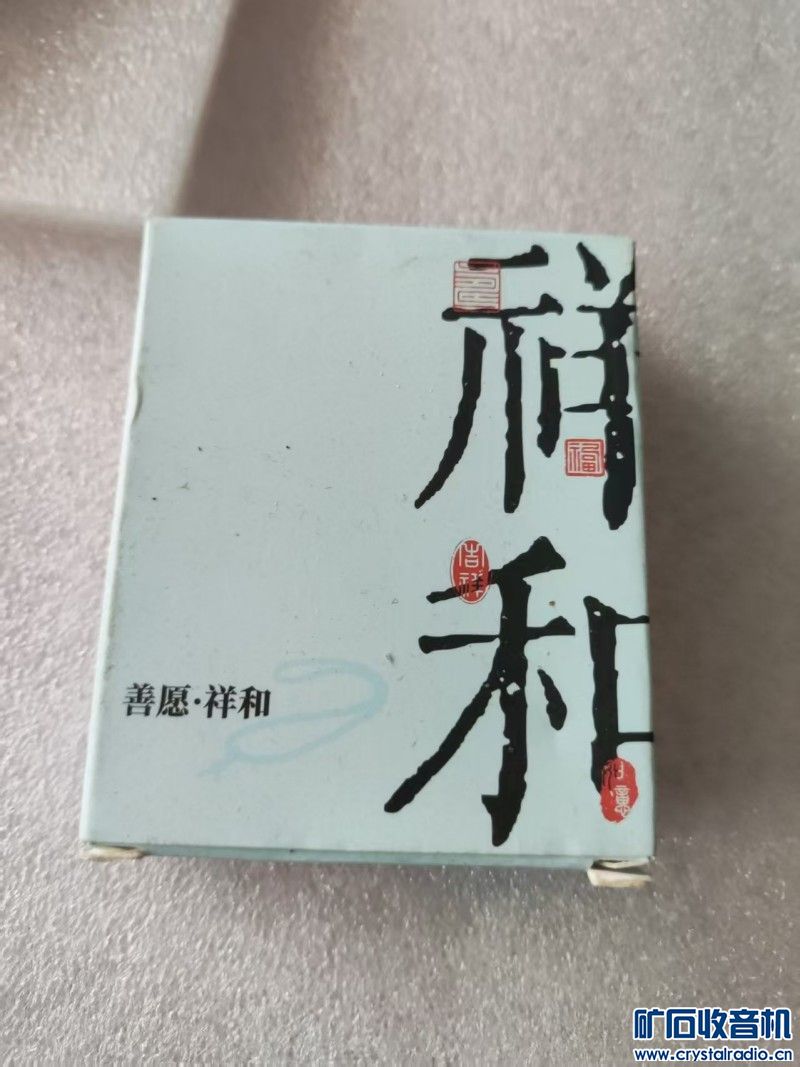 祥和
福
吉祥
善愿·祥和
矿石收音机
www.crystalradio.cn